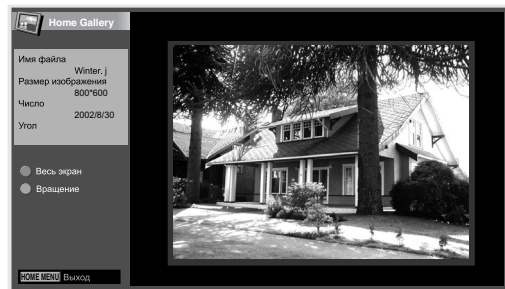 Home Gallery
Имя файла
Winter. j
Размер изображения
800*600
Число
2002/8/30
Угол
Весь экран
Вращение
HOME MENU Выход